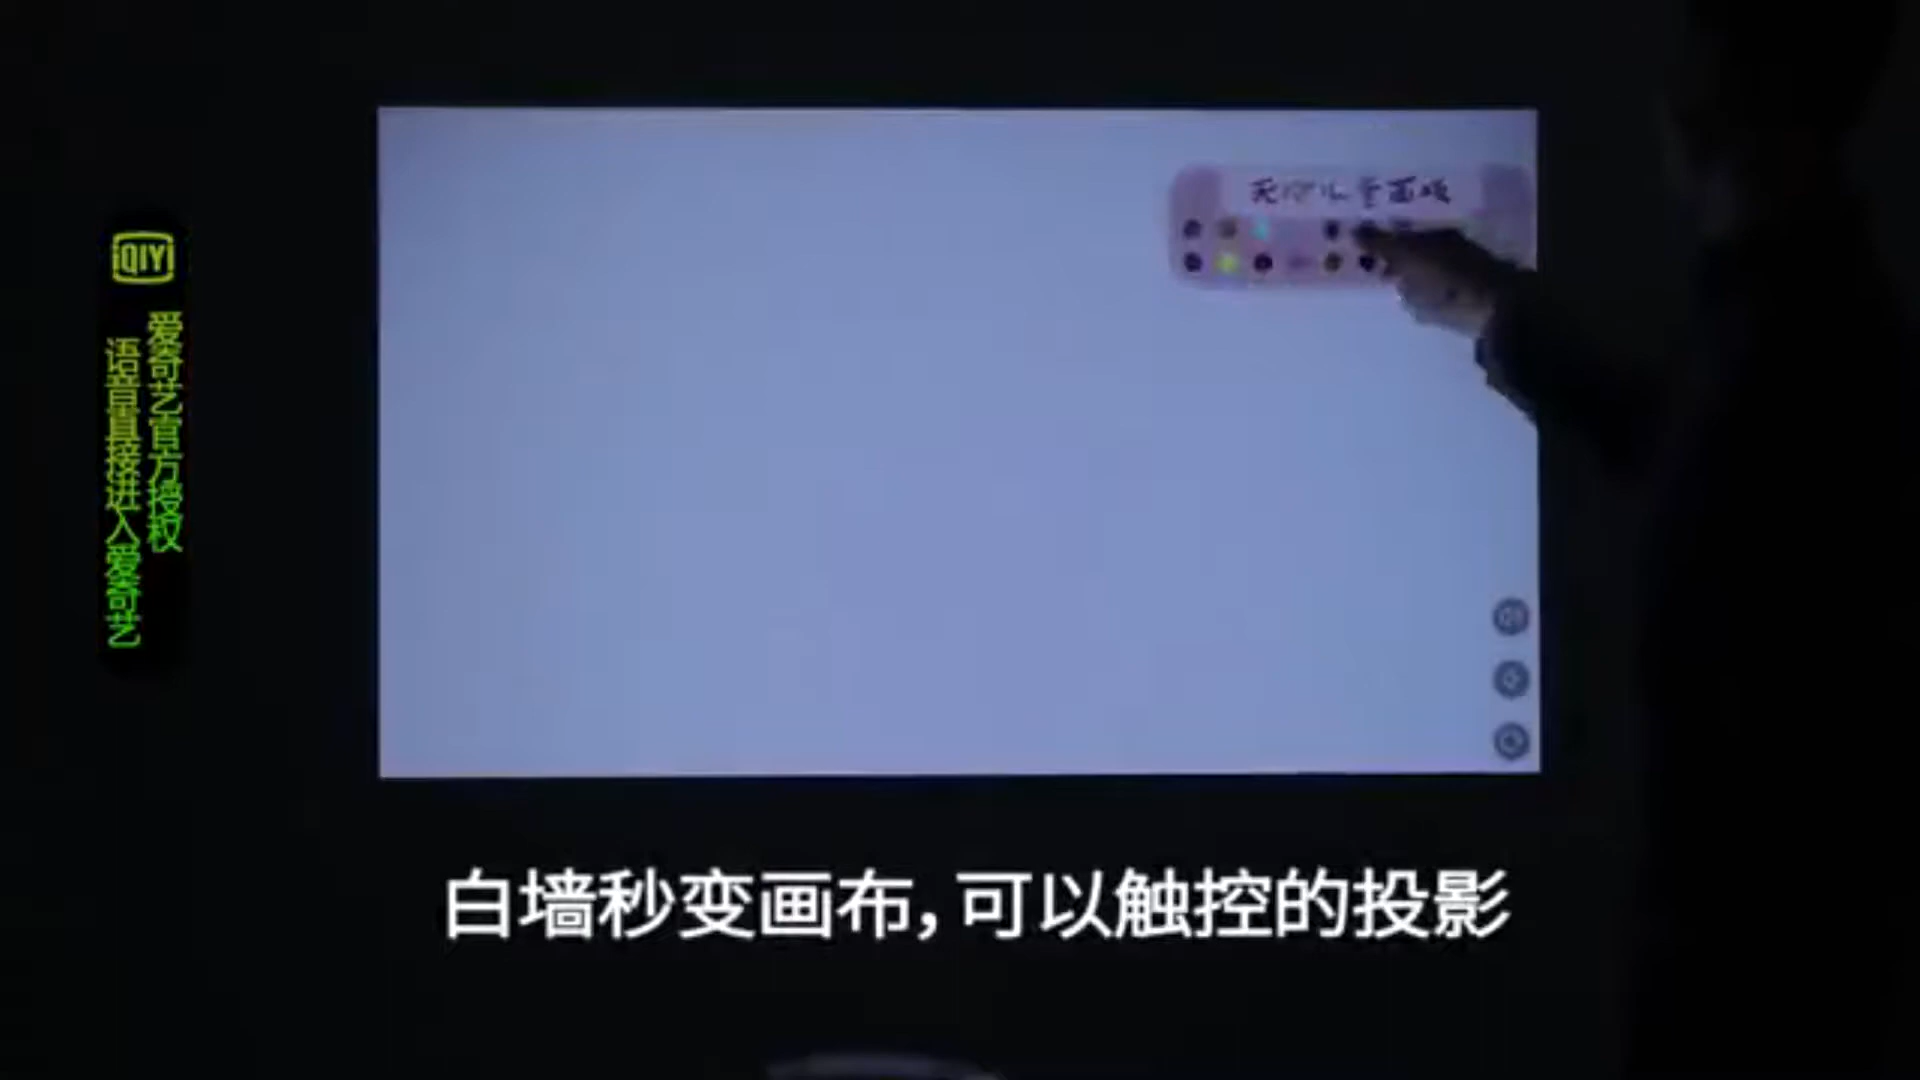 QIY
爱奇艺官方授权
语音直接进入爱奇艺
白墙秒变画布，可以触控的投影